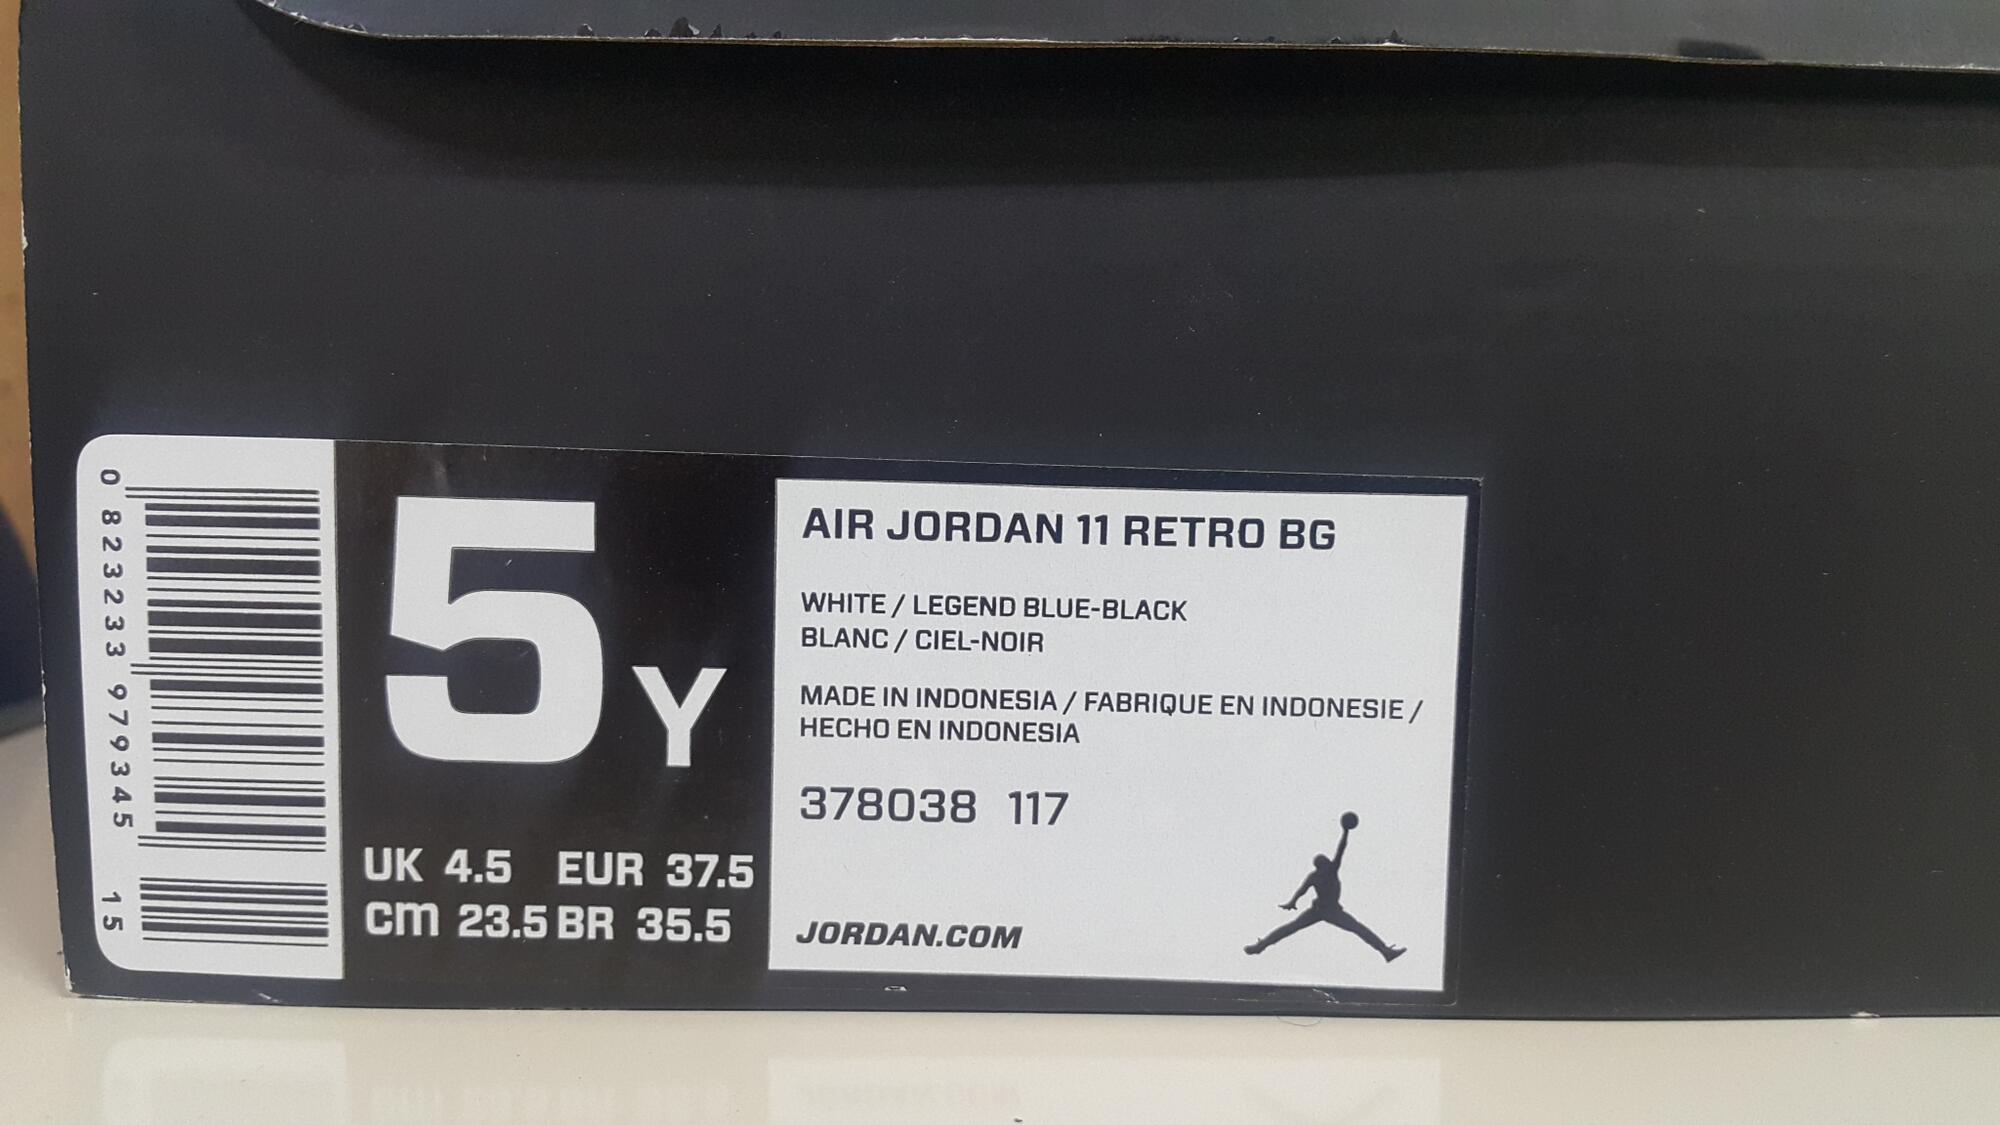 0 823233 979345 15
5 Y
UK 4.5 EUR 37.5
cm 23.5 BR 35.5
AIR JORDAN 11 RETRO BG
WHITE / LEGEND BLUE-BLACK
BLANC / CIEL-NOIR
MADE IN INDONESIA / FABRIQUE EN INDONESIE /
HECHO EN INDONESIA
378038 117
JORDAN.COM